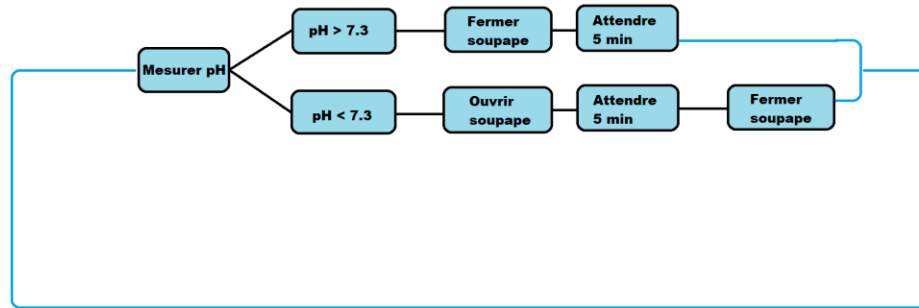 Mesurer pH
pH > 7.3
Fermer
soupape
Attendre
5 min
pH < 7.3
Ouvrir
soupape
Attendre
5 min
Fermer
soupape